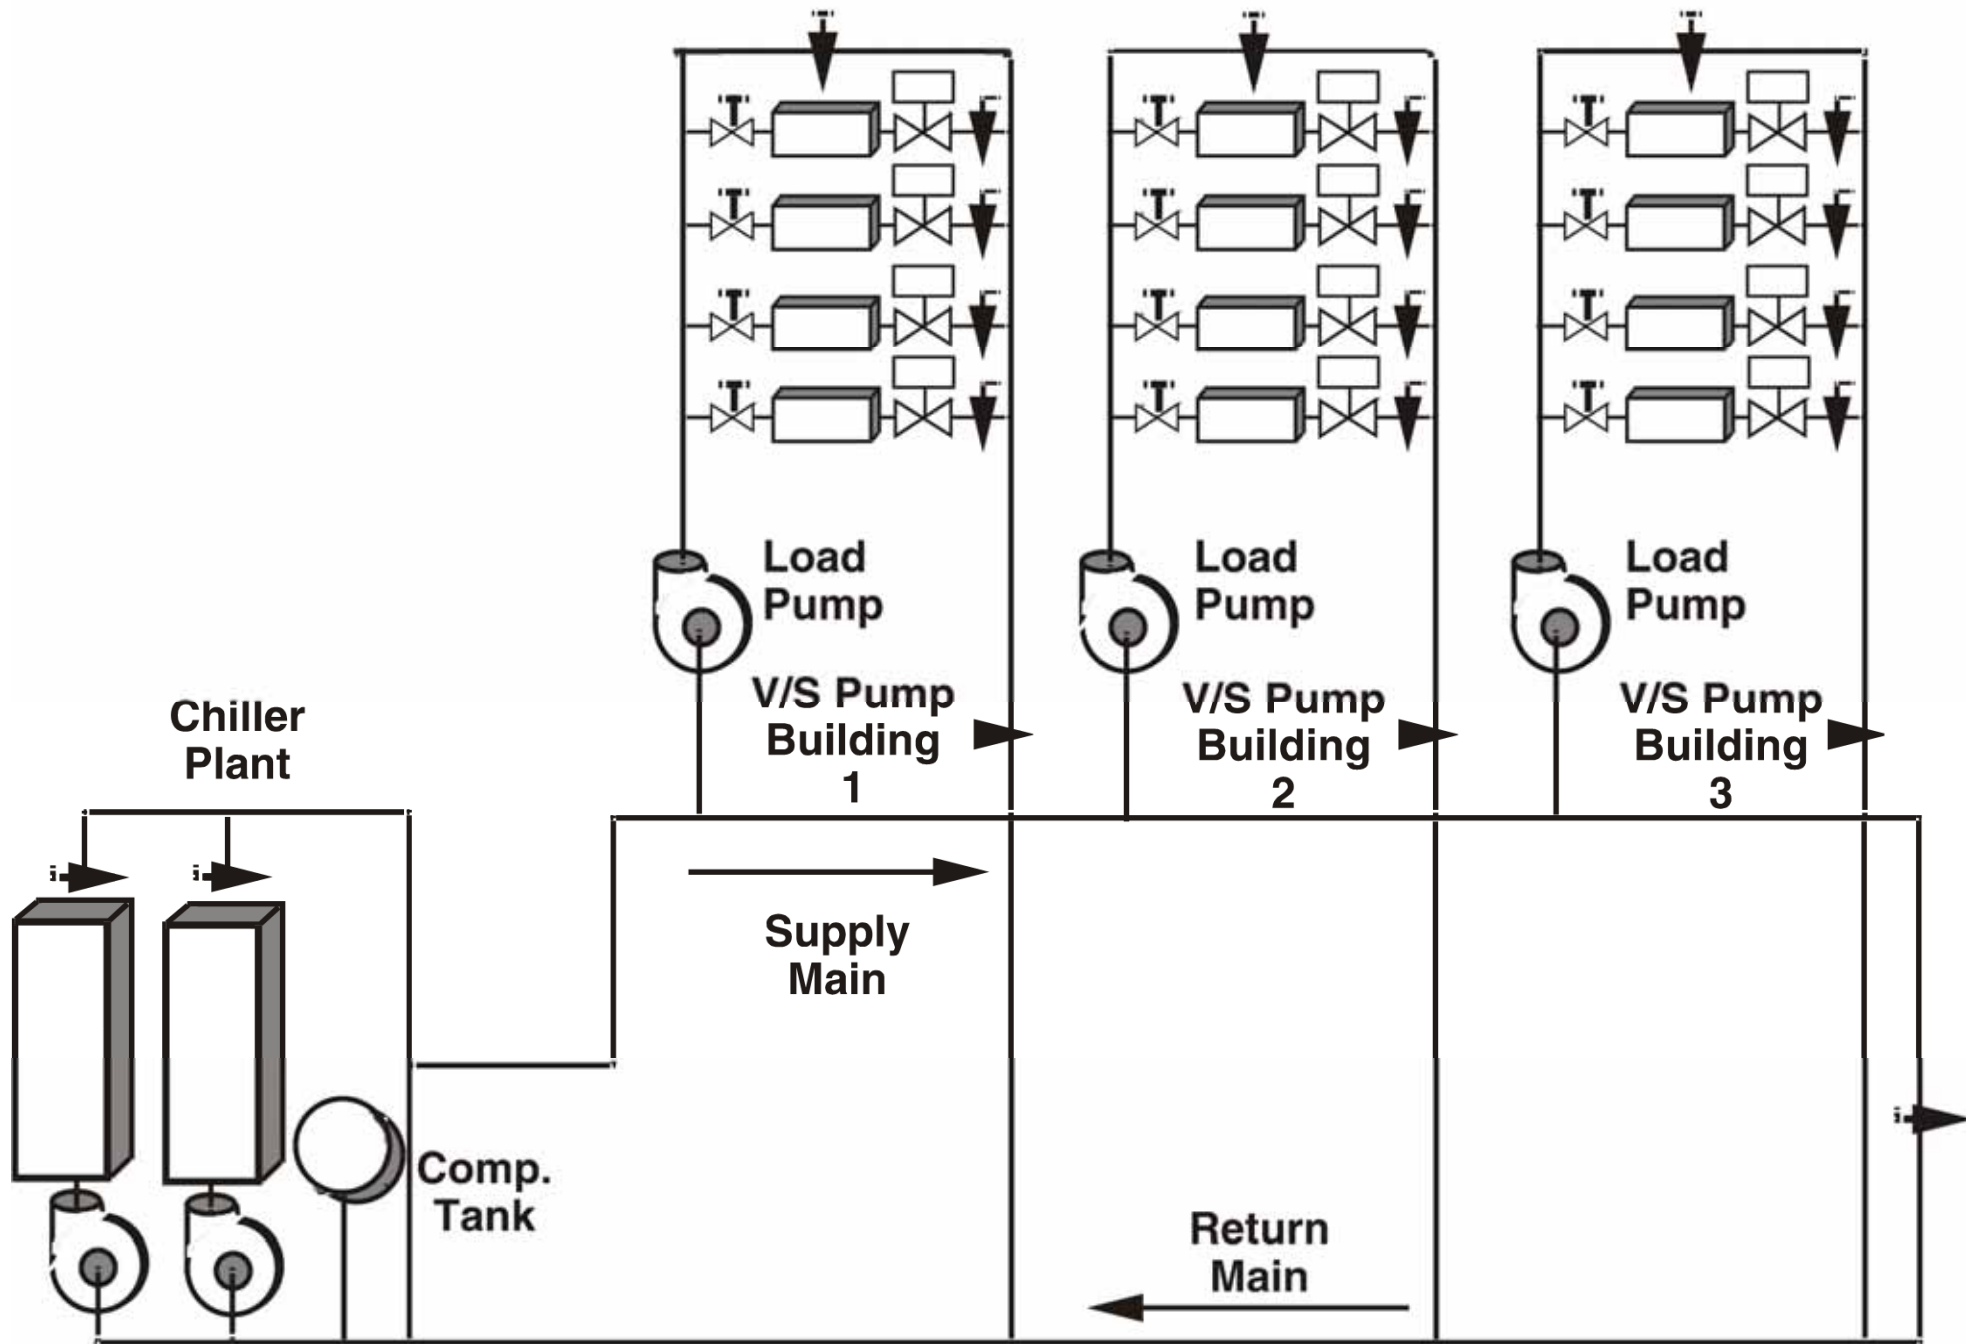 Load
Pump
Load
Pump
Load
Pump
V/S Pump
Building
1
V/S Pump
Building
2
V/S Pump
Building
3
Chiller
Plant
Supply
Main
Comp.
Tank
Return
Main